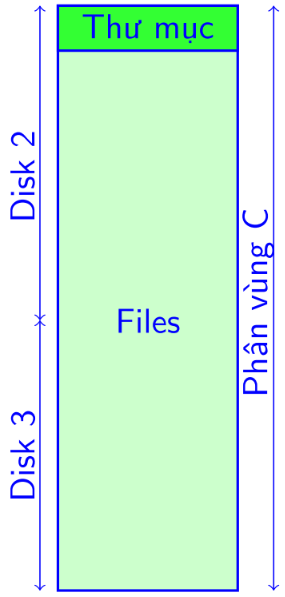 Thư mục
Disk 2
Files
Phân vùng C
Disk 3